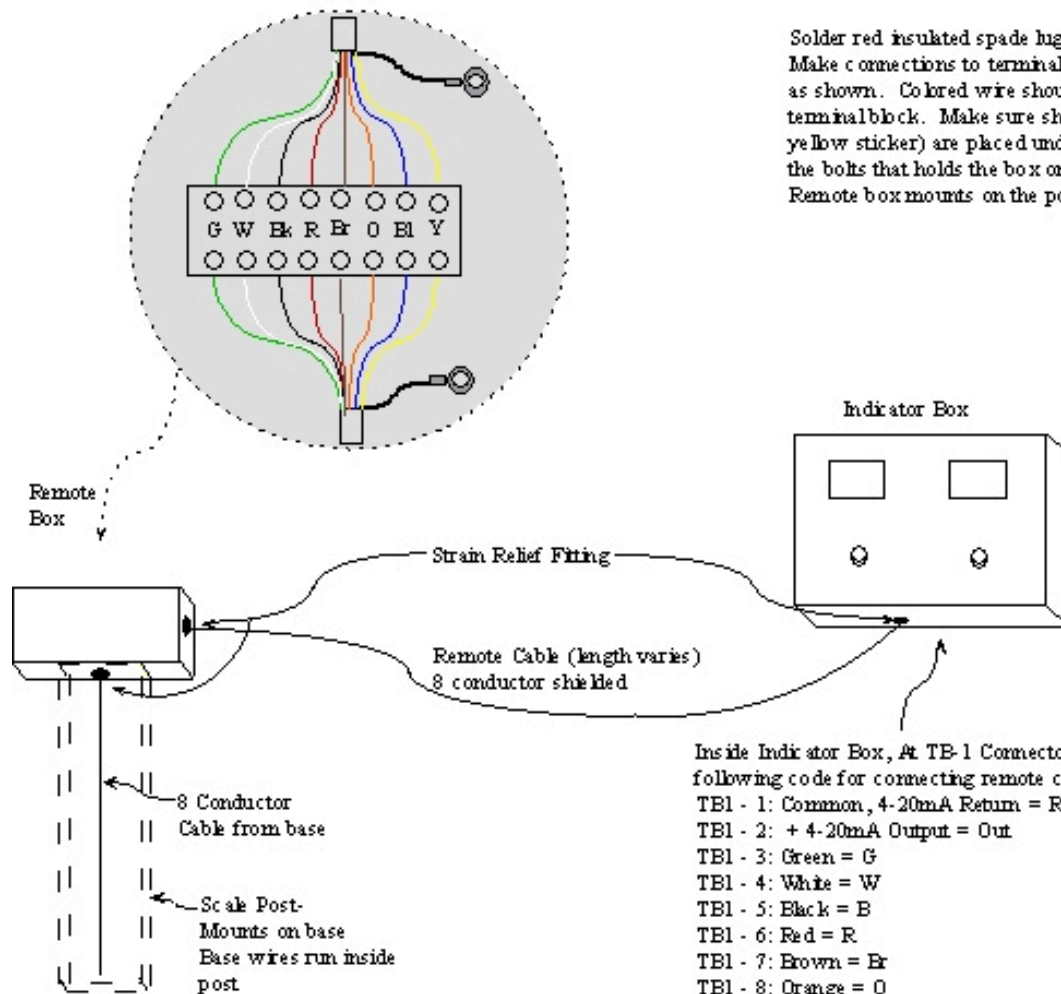 Solder red insulated spade lug
Make connections to terminal
as shown. Colored wire shou
terminal block. Make sure sh
yellow sticker) are placed und
the bolts that holds the box or
Remote box mounts on the po
G W Bk R Br O Bl Y
Indicator Box
Remote
Box
Strain Relief Fitting
Remote Cable (length varies)
8 conductor shielded
8 Conductor
Cable from base
Scale Post-
Mounts on base
Base wires run inside
post
Inside Indicator Box, At TB-1 Connecto
following code for connecting remote c
TB1 - 1: Common, 4-20mA Return = R
TB1 - 2: + 4-20mA Output = Out
TB1 - 3: Green = G
TB1 - 4: White = W
TB1 - 5: Black = B
TB1 - 6: Red = R
TB1 - 7: Brown = Br
TB1 - 8: Orange = O